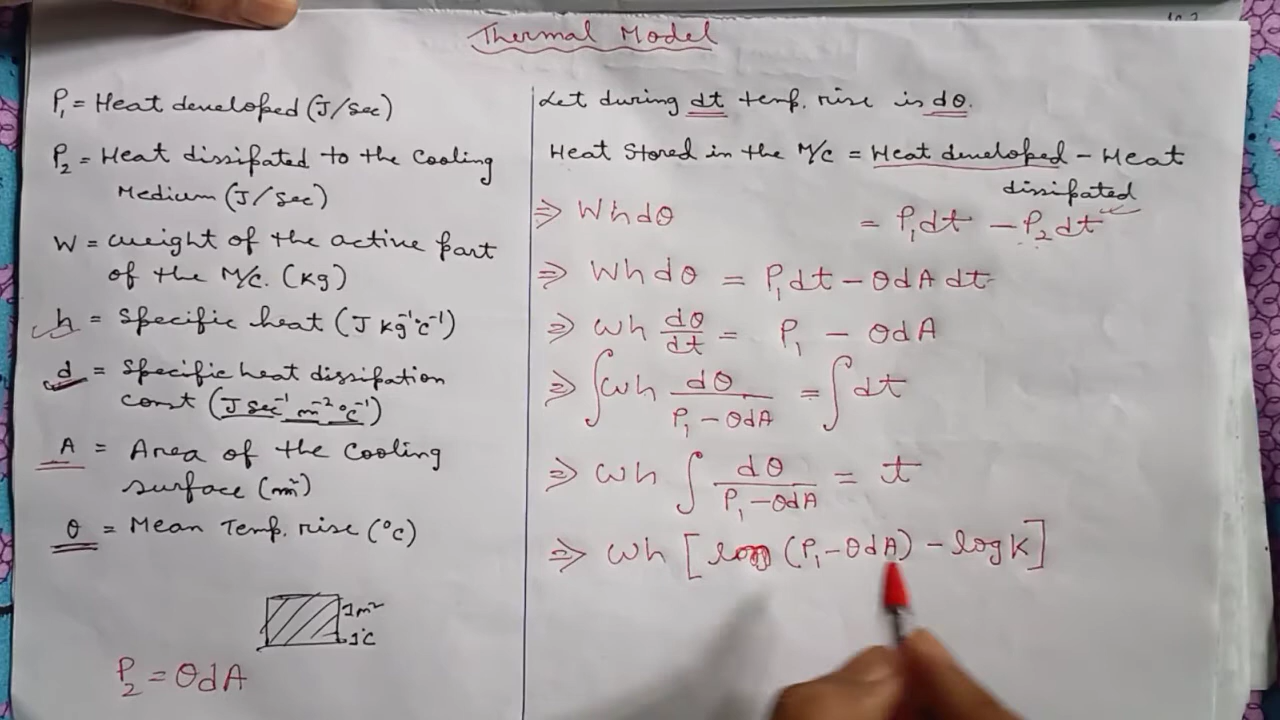 Thermal Model
P₁ = Heat developed (J/sec)
P₂ = Heat dissipated to the cooling
Medium (J/sec)
W = weight of the active part
of the M/c. (Kg)
h = Specific heat (J Kg⁻¹°c⁻¹)
d = Specific heat dissipation
const (J sec⁻¹ m⁻² °c⁻¹)
A = Area of the cooling
surface (m²)
θ = Mean Temp. rise (°c)
1m²
1°C
P₂ = θdA
Let during dt temp. rise is dθ.
Heat Stored in the M/c = Heat developed - Heat
dissipated
⇒ Whdθ = P₁dt - P₂dt
⇒ Whdθ = P₁dt - θdA dt
⇒ Wh dθ/dt = P₁ - θdA
⇒ ∫Wh dθ/(P₁ - θdA) = ∫dt
⇒ Wh ∫ dθ/(P₁ - θdA) = t
⇒ Wh [log (P₁ - θdA) - log K]